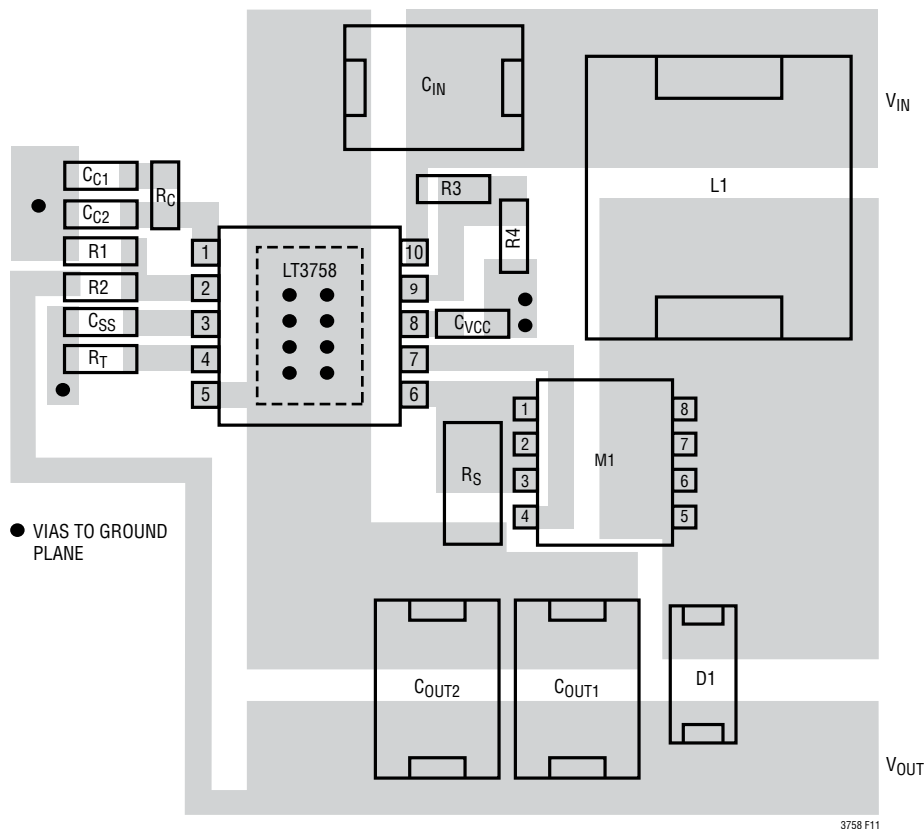 C_IN
V_IN
L1
C_C1
R_C
R3
C_C2
R4
R1
1
LT3758
10
R2
2
9
C_SS
3
8
C_VCC
R_T
4
7
5
6
1
8
2
7
R_S
M1
3
6
4
5
● VIAS TO GROUND
PLANE
C_OUT2
C_OUT1
D1
V_OUT
3758 F11